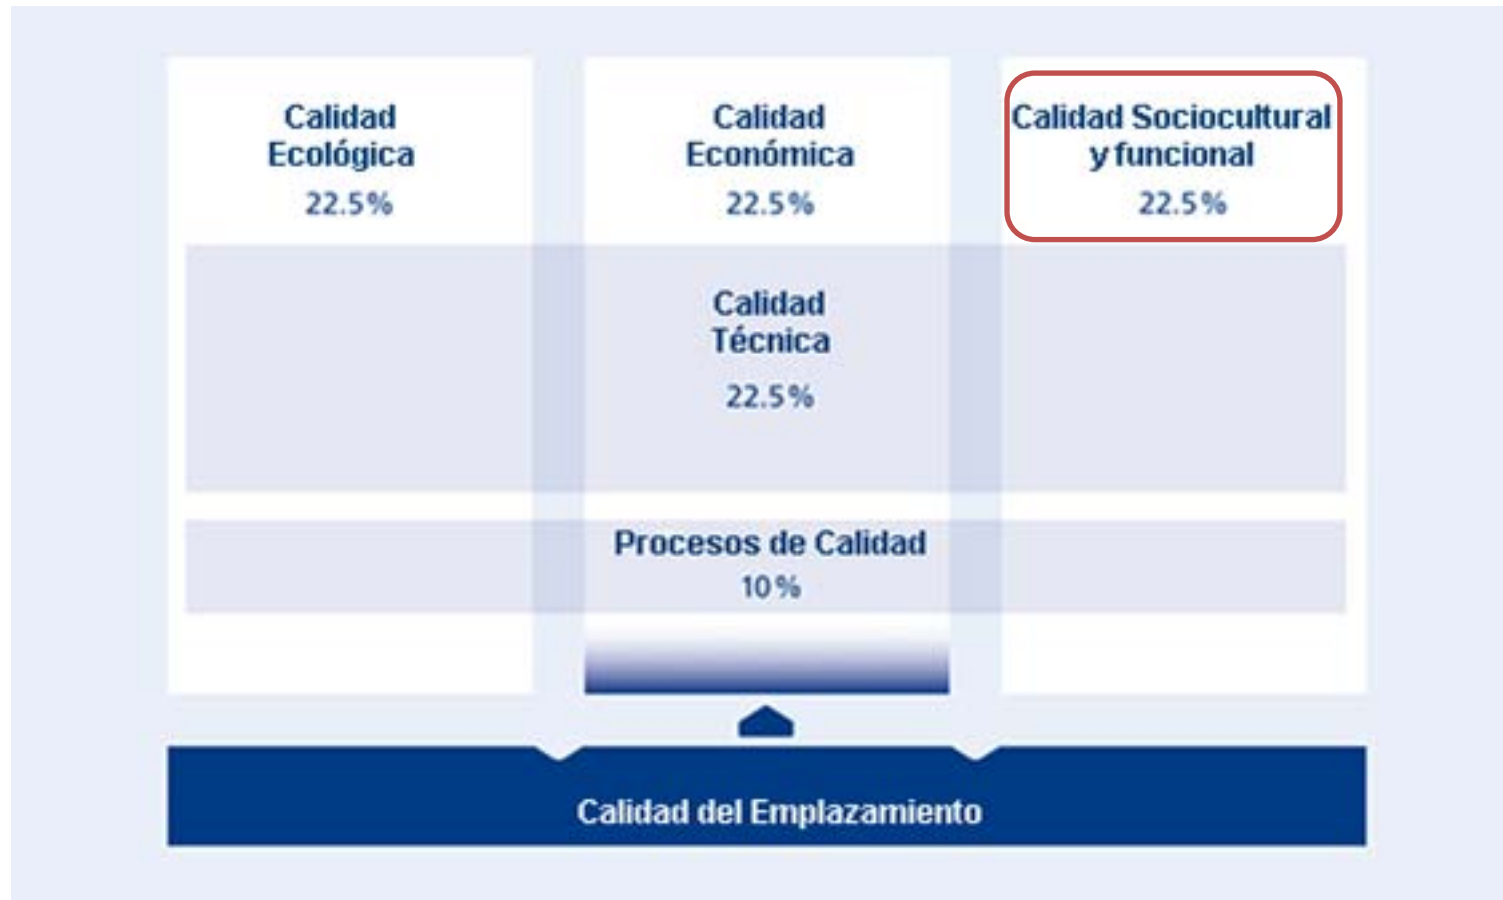 Calidad
Ecológica
22.5%
Calidad
Económica
22.5%
Calidad Sociocultural
y funcional
22.5%
Calidad
Técnica
22.5%
Procesos de Calidad
10%
Calidad del Emplazamiento